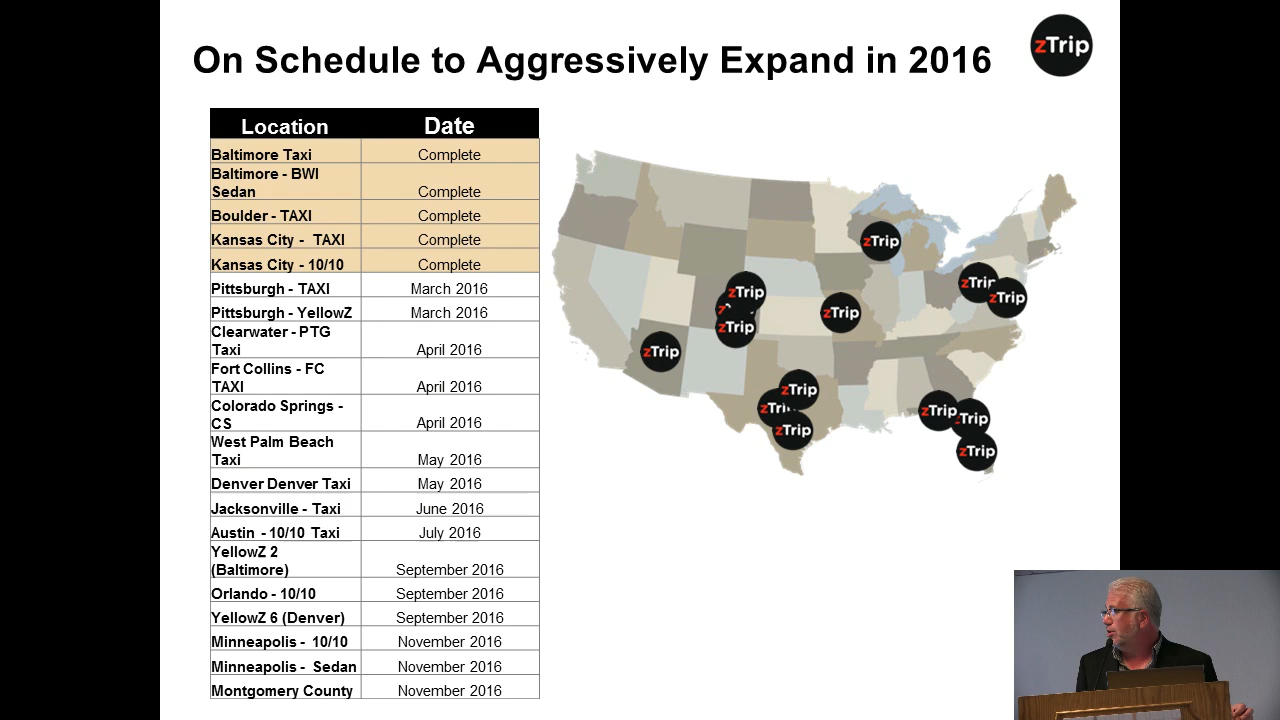 On Schedule to Aggressively Expand in 2016
zTrip
Location Date
Baltimore Taxi Complete
Baltimore - BWI
Sedan Complete
Boulder - TAXI Complete
Kansas City - TAXI Complete
Kansas City - 10/10 Complete
Pittsburgh - TAXI March 2016
Pittsburgh - YellowZ March 2016
Clearwater - PTG
Taxi April 2016
Fort Collins - FC
TAXI April 2016
Colorado Springs -
CS April 2016
West Palm Beach
Taxi May 2016
Denver Denver Taxi May 2016
Jacksonville - Taxi June 2016
Austin - 10/10 Taxi July 2016
YellowZ 2
(Baltimore) September 2016
Orlando - 10/10 September 2016
YellowZ 6 (Denver) September 2016
Minneapolis - 10/10 November 2016
Minneapolis - Sedan November 2016
Montgomery County November 2016
zTrip
zTrip
zTrip
zTrip
zTrip
zTrip
zTrip
zTrip
zTrip
zTrip
zTrip
zTrip
zTrip
zTrip